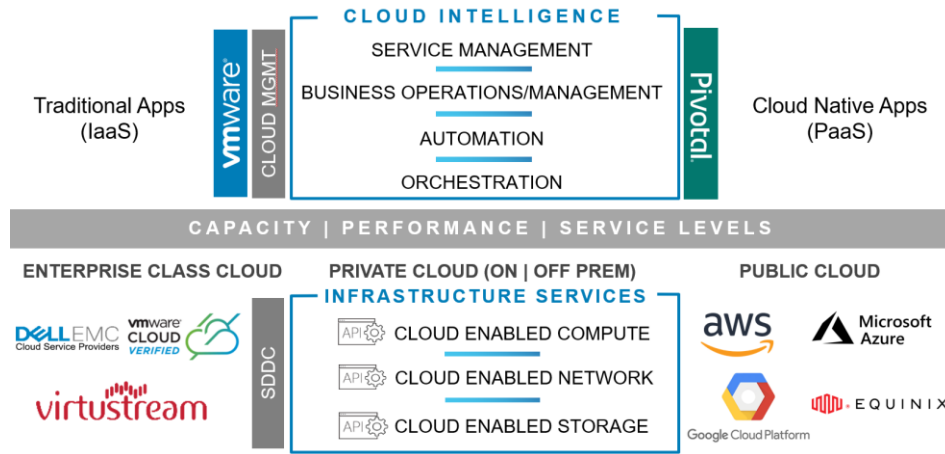 CLOUD INTELLIGENCE
SERVICE MANAGEMENT
BUSINESS OPERATIONS/MANAGEMENT
AUTOMATION
ORCHESTRATION
Traditional Apps
(IaaS)
vmware®
CLOUD MGMT
Pivotal.
Cloud Native Apps
(PaaS)
CAPACITY | PERFORMANCE | SERVICE LEVELS
ENTERPRISE CLASS CLOUD
DELLEMC
Cloud Service Providers
vmware®
CLOUD
VERIFIED
virtustream
PRIVATE CLOUD (ON | OFF PREM)
SDDC
INFRASTRUCTURE SERVICES
API CLOUD ENABLED COMPUTE
API CLOUD ENABLED NETWORK
API CLOUD ENABLED STORAGE
PUBLIC CLOUD
aws
Microsoft
Azure
Google Cloud Platform
EQUINIX